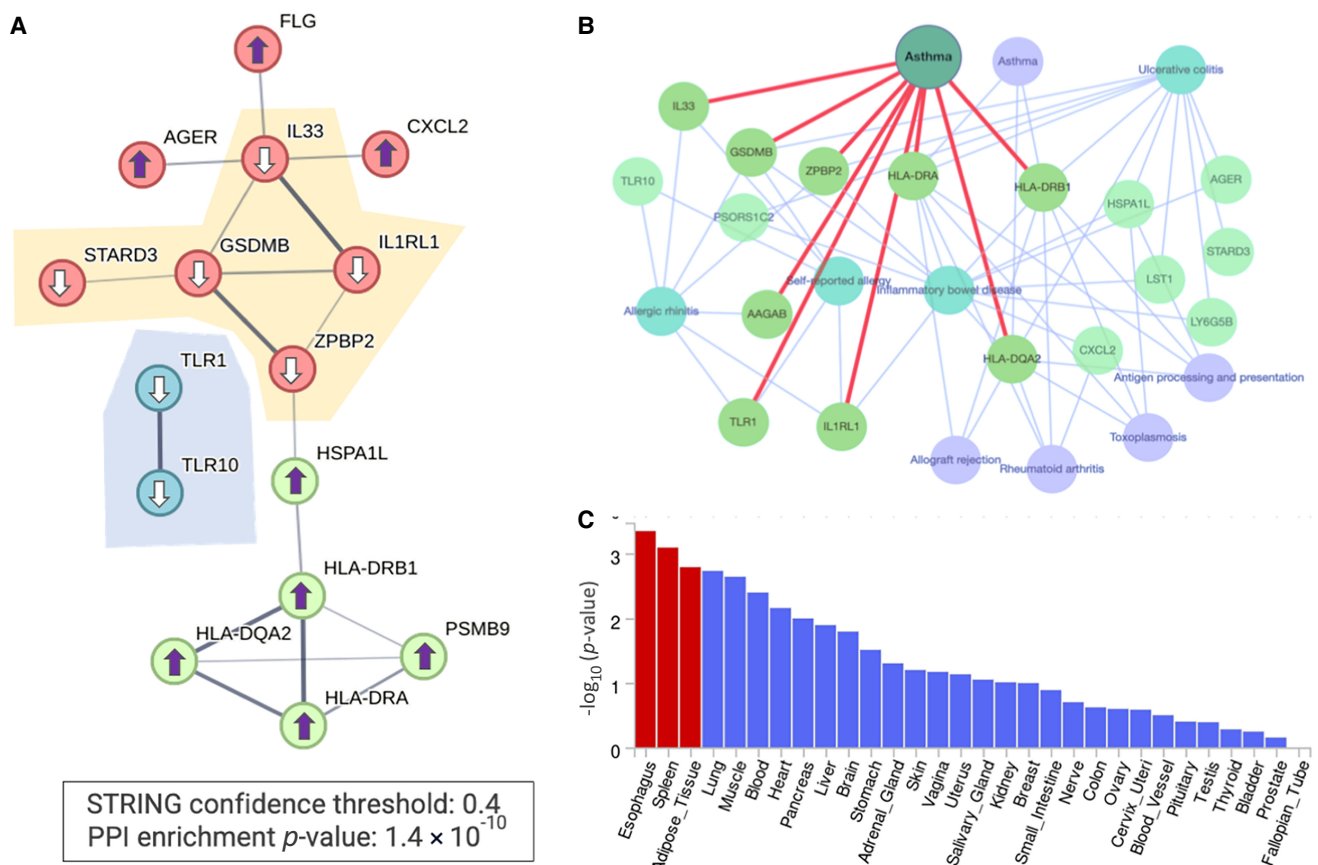 A
FLG
AGER
IL33
CXCL2
STARD3
GSDMB
IL1RL1
ZPBP2
TLR1
TLR10
HSPA1L
HLA-DRB1
HLA-DQA2
PSMB9
HLA-DRA
STRING confidence threshold: 0.4
PPI enrichment p-value: 1.4 × 10-10
B
Asthma
Asthma
Ulcerative colitis
IL33
GSDMB
ZPBP2
HLA-DRA
HLA-DRB1
TLR10
PSORS1C2
HSPA1L
AGER
STARD3
Self-reported allergy
Inflammatory bowel disease
LST1
Allergic rhinitis
AAGAB
LY6G5B
HLA-DQA2
CXCL2
Antigen processing and presentation
TLR1
IL1RL1
Toxoplasmosis
Allograft rejection
Rheumatoid arthritis
C
-log10 (p-value)
3
2
1
0
Esophagus
Spleen
Adipose_Tissue
Lung
Muscle
Blood
Heart
Pancreas
Liver
Brain
Stomach
Adrenal_Gland
Skin
Vagina
Uterus
Salivary_Gland
Kidney
Breast
Small_Intestine
Nerve
Colon
Ovary
Cervix_Uteri
Blood_Vessel
Pituitary
Testis
Thyroid
Bladder
Prostate
Fallopian_Tube